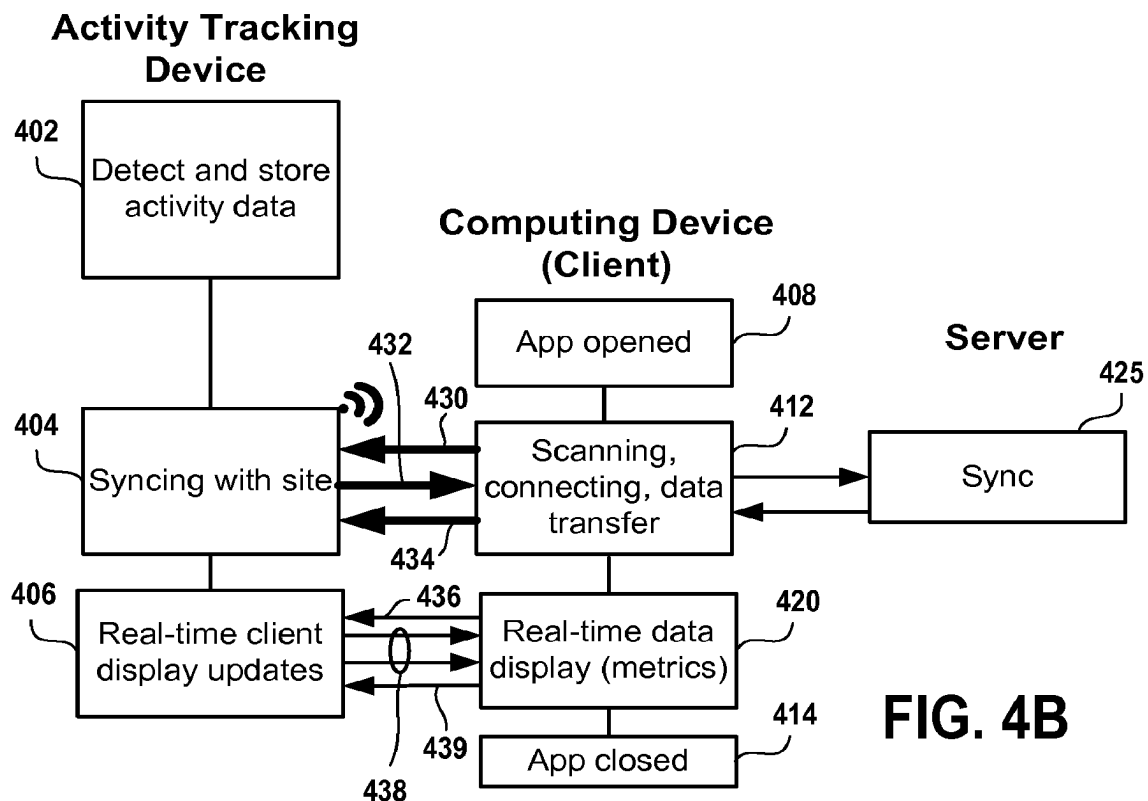 Activity Tracking
Device
402
Detect and store
activity data
Computing Device
(Client)
408
App opened
Server
432
430
425
404
412
Syncing with site
Scanning,
connecting, data
transfer
Sync
434
406
436
420
Real-time client
display updates
Real-time data
display (metrics)
439
438
414
App closed
FIG. 4B